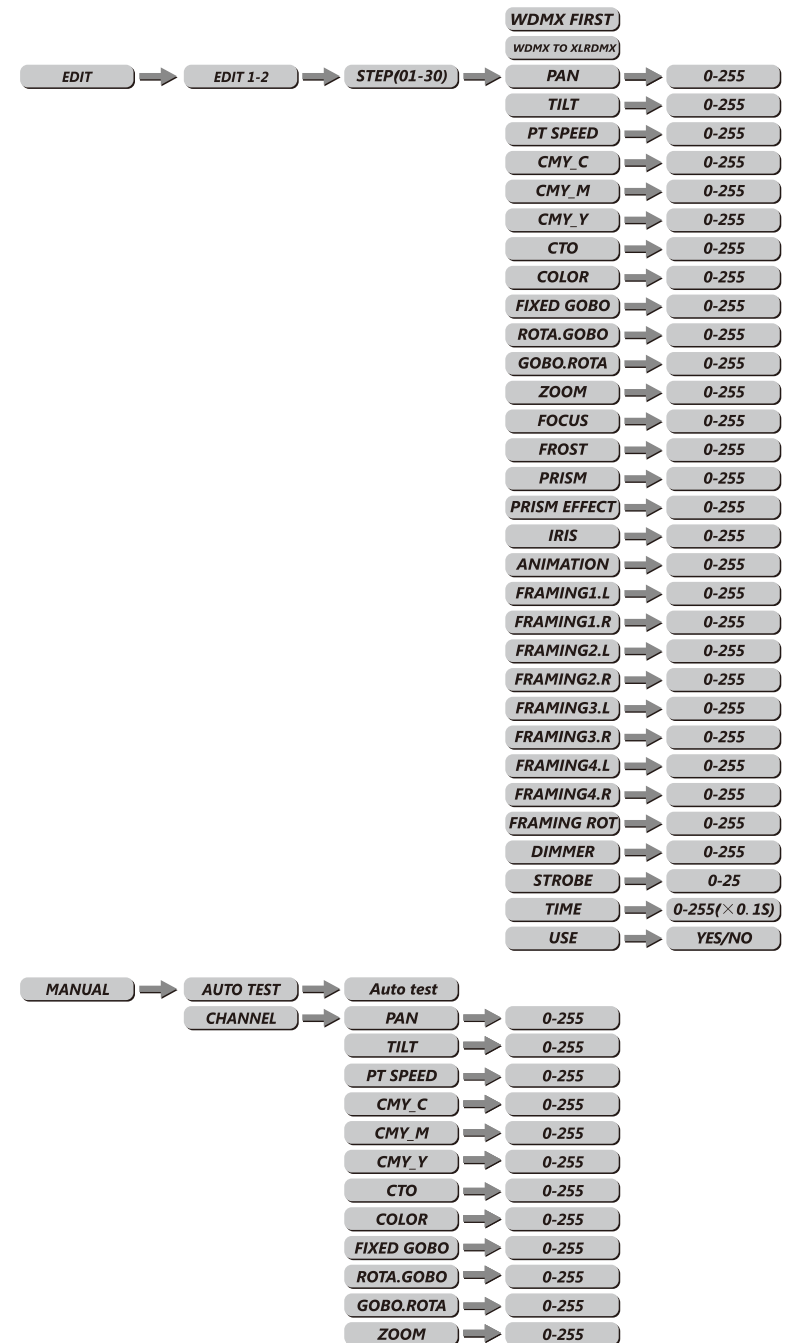 WDMX FIRST
WDMX TO XLRDMX
EDIT EDIT 1-2 STEP(01-30) PAN 0-255
TILT 0-255
PT SPEED 0-255
CMY_C 0-255
CMY_M 0-255
CMY_Y 0-255
CTO 0-255
COLOR 0-255
FIXED GOBO 0-255
ROTA.GOBO 0-255
GOBO.ROTA 0-255
ZOOM 0-255
FOCUS 0-255
FROST 0-255
PRISM 0-255
PRISM EFFECT 0-255
IRIS 0-255
ANIMATION 0-255
FRAMING1.L 0-255
FRAMING1.R 0-255
FRAMING2.L 0-255
FRAMING2.R 0-255
FRAMING3.L 0-255
FRAMING3.R 0-255
FRAMING4.L 0-255
FRAMING4.R 0-255
FRAMING ROT 0-255
DIMMER 0-255
STROBE 0-25
TIME 0-255(×0.1S)
USE YES/NO
MANUAL AUTO TEST Auto test
CHANNEL PAN 0-255
TILT 0-255
PT SPEED 0-255
CMY_C 0-255
CMY_M 0-255
CMY_Y 0-255
CTO 0-255
COLOR 0-255
FIXED GOBO 0-255
ROTA.GOBO 0-255
GOBO.ROTA 0-255
ZOOM 0-255